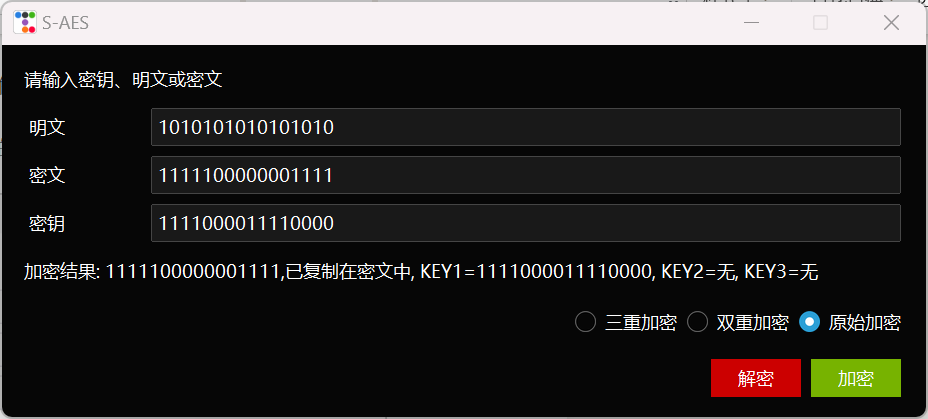 S-AES
请输入密钥、明文或密文
明文 1010101010101010
密文 1111100000001111
密钥 1111000011110000
加密结果: 1111100000001111,已复制在密文中, KEY1=1111000011110000, KEY2=无, KEY3=无
三重加密 双重加密 原始加密
解密 加密